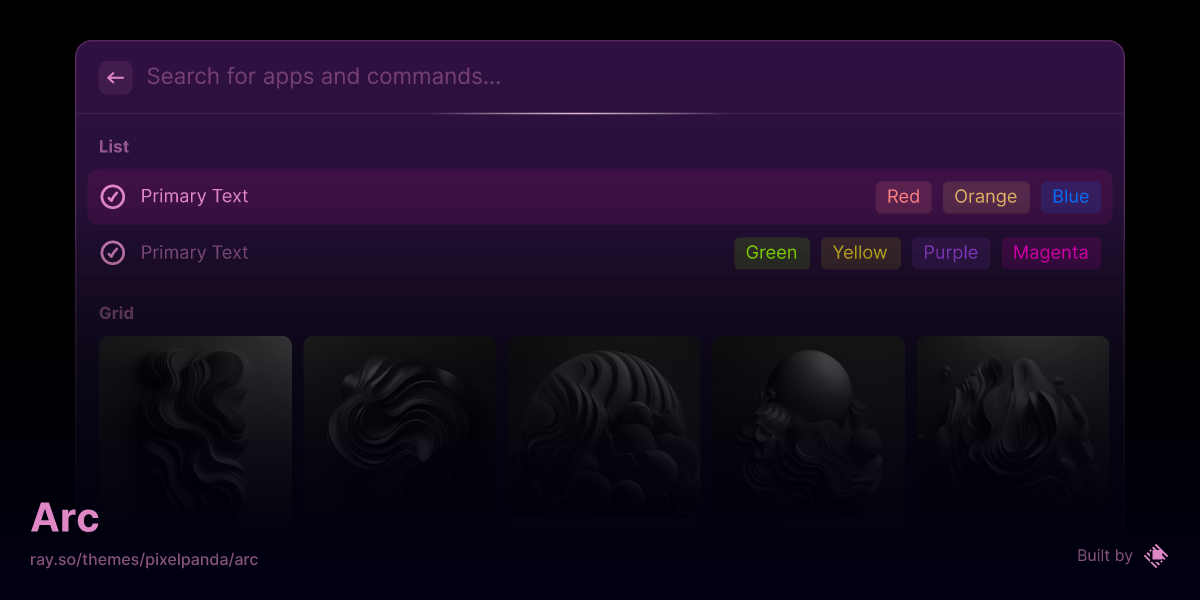 Search for apps and commands...
List
Primary Text Red Orange Blue
Primary Text Green Yellow Purple Magenta
Grid
Arc
ray.so/themes/pixelpanda/arc
Built by